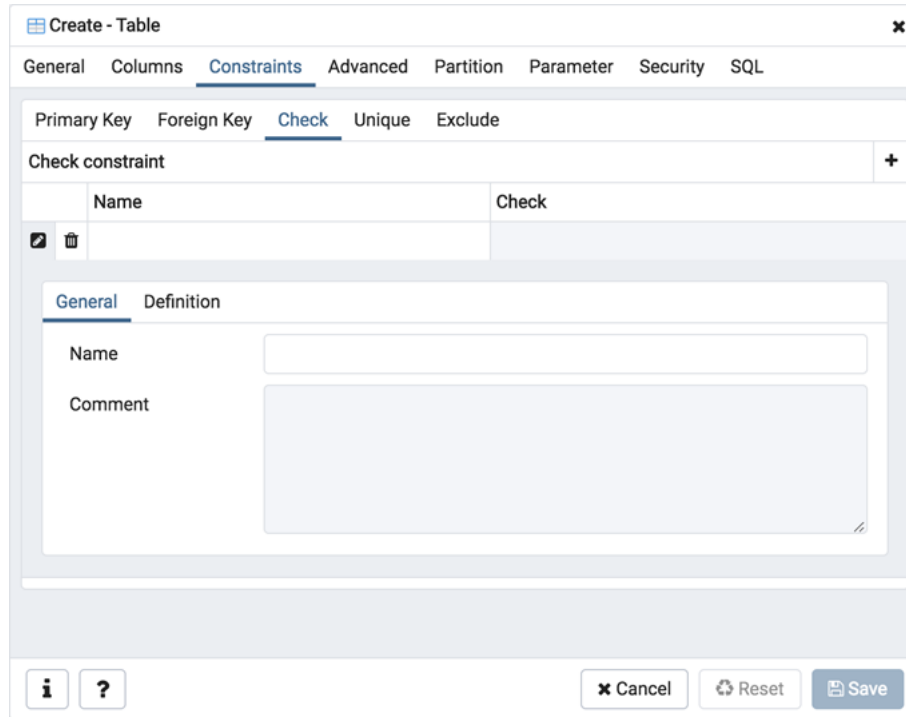 Create - Table
General Columns Constraints Advanced Partition Parameter Security SQL
Primary Key Foreign Key Check Unique Exclude
Check constraint
Name Check
General Definition
Name
Comment
i ? Cancel Reset Save